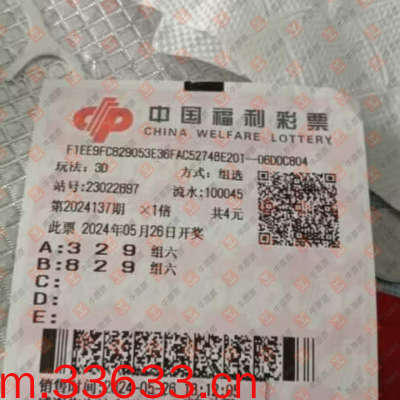 中国福利彩票
CHINA WELFARE LOTTERY
F1EE9FC829053E36FAC52748E201--06D0C804
玩法:3D 方式:组选
站号:23022897 流水:100045
第2024137期 ×1倍 共4元
此票 2024年05月26日开奖
A:3 2 9 组六
B:8 2 9 组六
C:
D:
E:
m.33633.cn